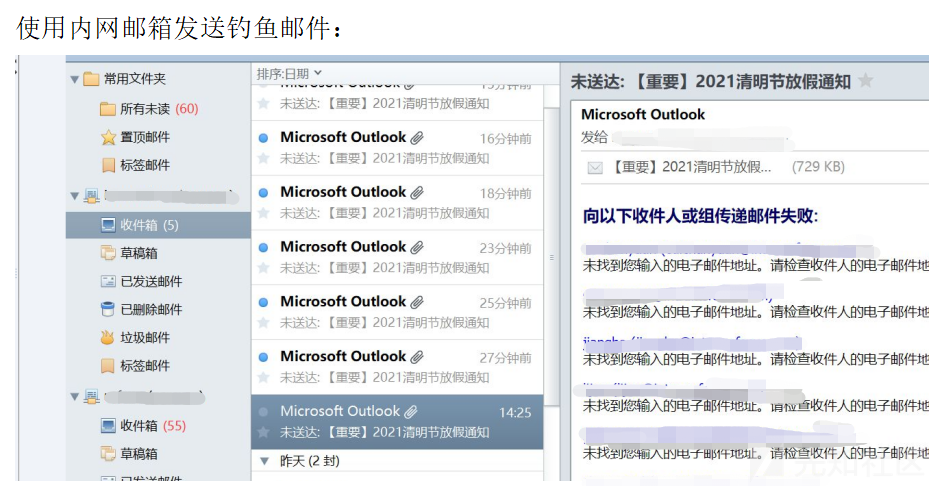 使用内网邮箱发送钓鱼邮件：
常用文件夹
所有未读 (60)
置顶邮件
标签邮件
收件箱 (5)
草稿箱
已发送邮件
已删除邮件
垃圾邮件
标签邮件
收件箱 (55)
草稿箱
已发送邮件
排序:日期
Microsoft Outlook 15分钟前
未送达: 【重要】2021清明节放假通知
Microsoft Outlook 16分钟前
未送达: 【重要】2021清明节放假通知
Microsoft Outlook 18分钟前
未送达: 【重要】2021清明节放假通知
Microsoft Outlook 23分钟前
未送达: 【重要】2021清明节放假通知
Microsoft Outlook 25分钟前
未送达: 【重要】2021清明节放假通知
Microsoft Outlook 27分钟前
未送达: 【重要】2021清明节放假通知
Microsoft Outlook 14:25
未送达: 【重要】2021清明节放假通知
昨天 (2 封)
未送达: 【重要】2021清明节放假通知
Microsoft Outlook
发给
【重要】2021清明节放假... (729 KB)
向以下收件人或组传递邮件失败:
未找到您输入的电子邮件地址。请检查收件人的电子邮件地
未找到您输入的电子邮件地址。请检查收件人的电子邮件地
未找到您输入的电子邮件地址。请检查收件人的电子邮件地
未找到您输入的电子邮件地址。请检查收件人的电子邮件地
未找到您输入的电子邮件地址。请检查收件人的电子邮件地
先知社区